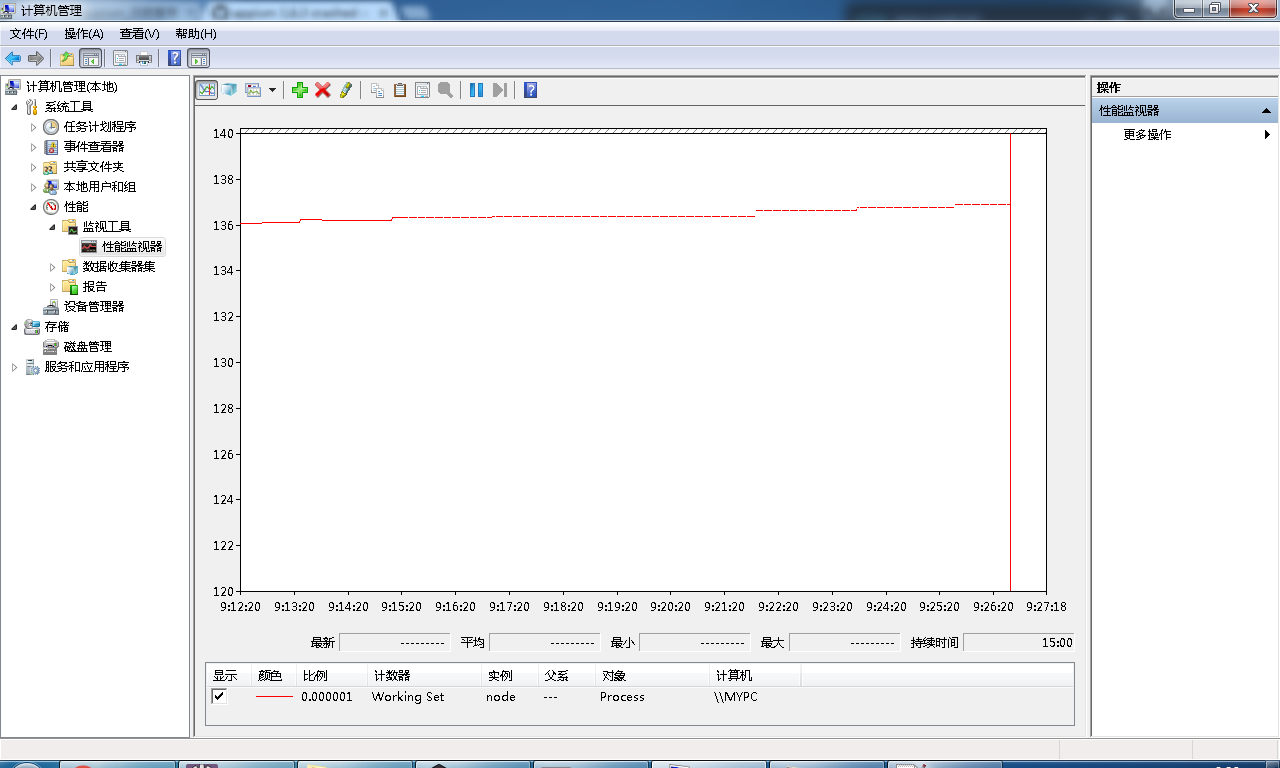 计算机管理
文件(F) 操作(A) 查看(V) 帮助(H)
计算机管理(本地)
系统工具
任务计划程序
事件查看器
共享文件夹
本地用户和组
性能
监视工具
性能监视器
数据收集器集
报告
设备管理器
存储
磁盘管理
服务和应用程序
140
138
136
134
132
130
128
126
124
122
120
9:12:20 9:13:20 9:14:20 9:15:20 9:16:20 9:17:20 9:18:20 9:19:20 9:20:20 9:21:20 9:22:20 9:23:20 9:24:20 9:25:20 9:26:20 9:27:18
最新 --------- 平均 --------- 最小 --------- 最大 --------- 持续时间 15:00
显示 颜色 比例 计数器 实例 父系 对象 计算机
0.000001 Working Set node --- Process \\MYPC
操作
性能监视器
更多操作